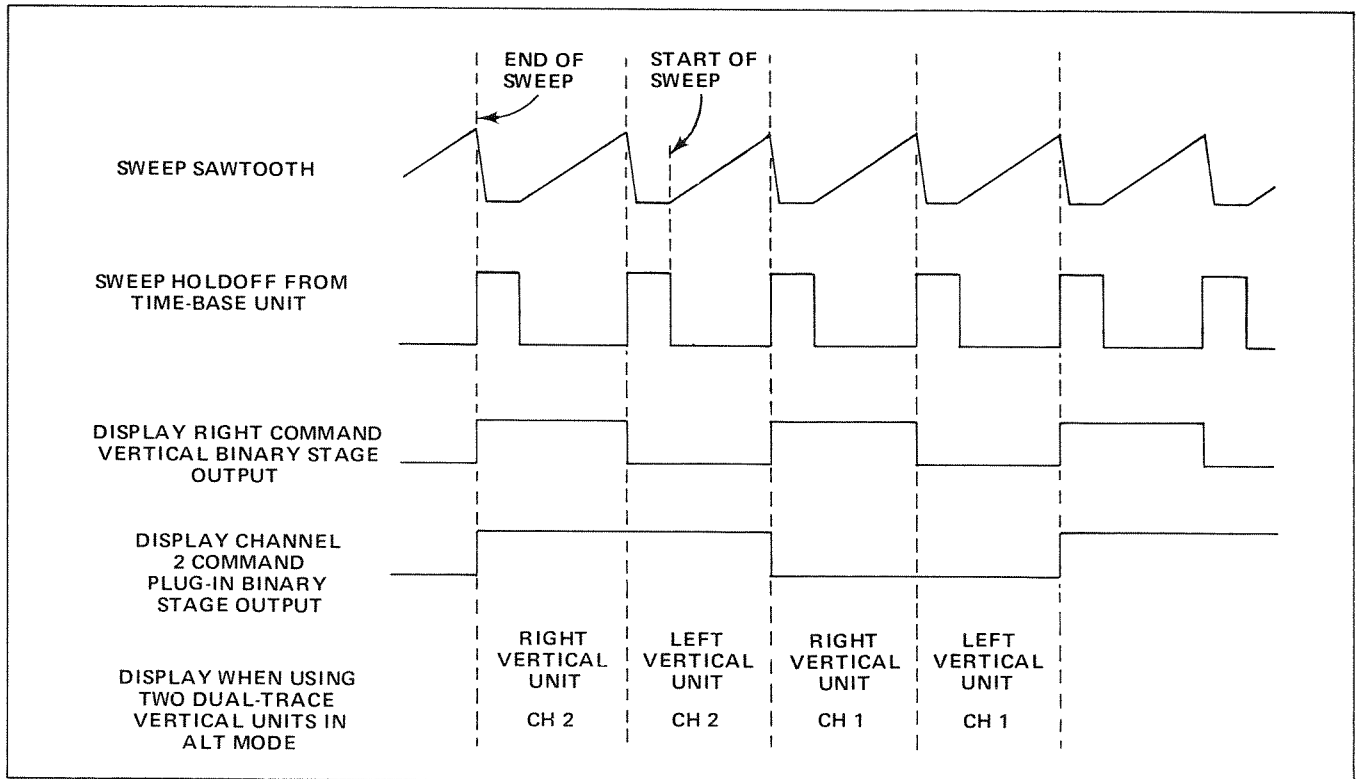 END OF
SWEEP
START OF
SWEEP
SWEEP SAWTOOTH
SWEEP HOLDOFF FROM
TIME-BASE UNIT
DISPLAY RIGHT COMMAND
VERTICAL BINARY STAGE
OUTPUT
DISPLAY CHANNEL
2 COMMAND
PLUG-IN BINARY
STAGE OUTPUT
DISPLAY WHEN USING
TWO DUAL-TRACE
VERTICAL UNITS IN
ALT MODE
RIGHT
VERTICAL
UNIT
CH 2
LEFT
VERTICAL
UNIT
CH 2
RIGHT
VERTICAL
UNIT
CH 1
LEFT
VERTICAL
UNIT
CH 1